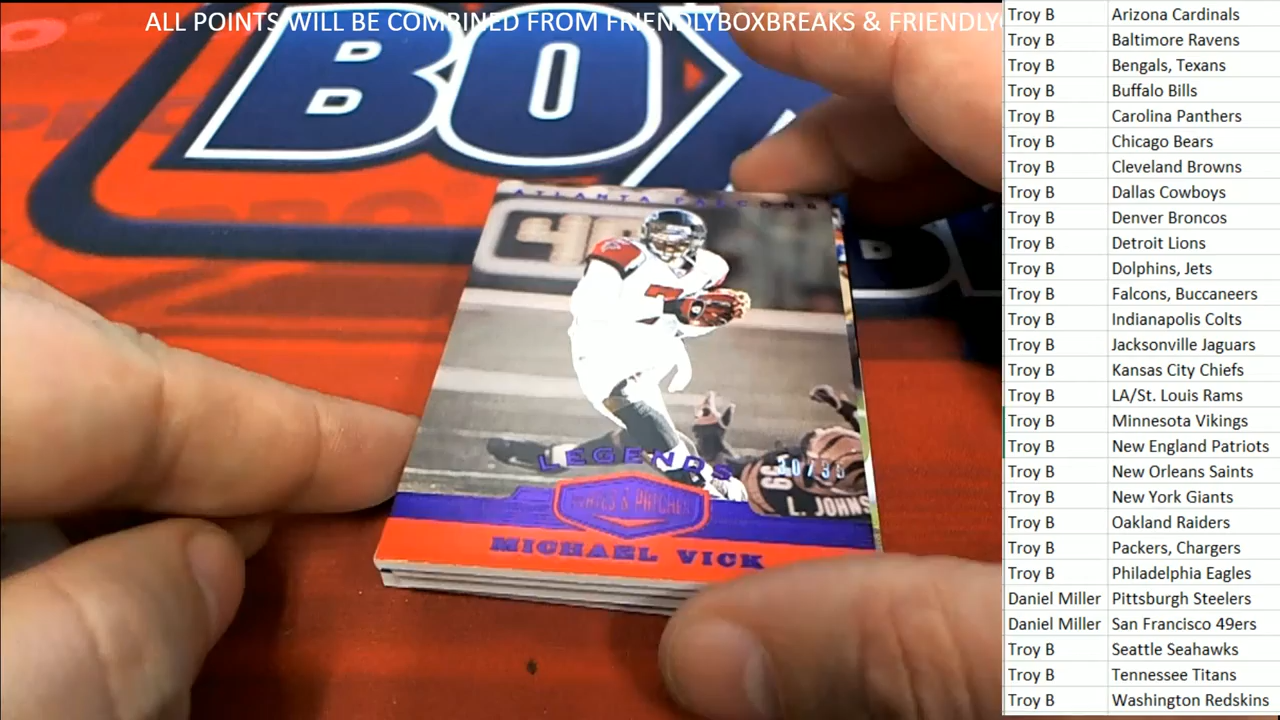 ALL POINTS WILL BE COMBINED FROM FRIENDLYBOXBREAKS & FRIENDLY
BOX
ATLANTA FALCONS
LEGENDS
L. JOHNS
PLATES & PATCHES
MICHAEL VICK
Troy B Arizona Cardinals
Troy B Baltimore Ravens
Troy B Bengals, Texans
Troy B Buffalo Bills
Troy B Carolina Panthers
Troy B Chicago Bears
Troy B Cleveland Browns
Troy B Dallas Cowboys
Troy B Denver Broncos
Troy B Detroit Lions
Troy B Dolphins, Jets
Troy B Falcons, Buccaneers
Troy B Indianapolis Colts
Troy B Jacksonville Jaguars
Troy B Kansas City Chiefs
Troy B LA/St. Louis Rams
Troy B Minnesota Vikings
Troy B New England Patriots
Troy B New Orleans Saints
Troy B New York Giants
Troy B Oakland Raiders
Troy B Packers, Chargers
Troy B Philadelphia Eagles
Daniel Miller Pittsburgh Steelers
Daniel Miller San Francisco 49ers
Troy B Seattle Seahawks
Troy B Tennessee Titans
Troy B Washington Redskins